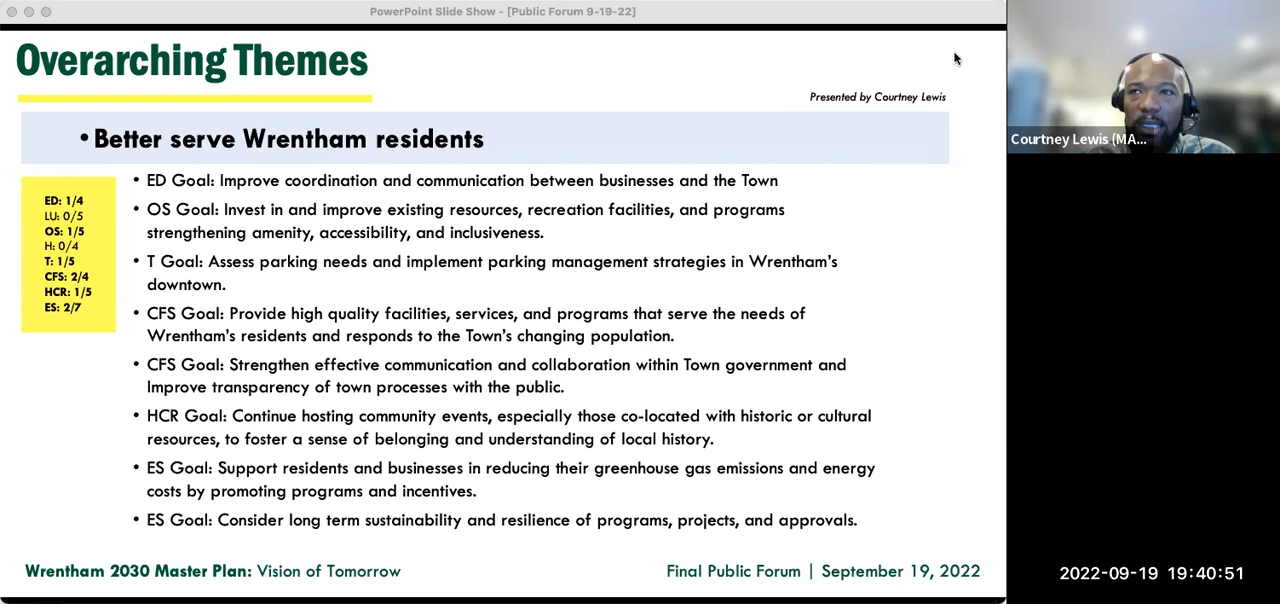 PowerPoint Slide Show - [Public Forum 9-19-22]
Overarching Themes
Presented by Courtney Lewis
• Better serve Wrentham residents
ED: 1/4
LU: 0/5
OS: 1/5
H: 0/4
T: 1/5
CFS: 2/4
HCR: 1/5
ES: 2/7
• ED Goal: Improve coordination and communication between businesses and the Town
• OS Goal: Invest in and improve existing resources, recreation facilities, and programs
strengthening amenity, accessibility, and inclusiveness.
• T Goal: Assess parking needs and implement parking management strategies in Wrentham's
downtown.
• CFS Goal: Provide high quality facilities, services, and programs that serve the needs of
Wrentham's residents and responds to the Town's changing population.
• CFS Goal: Strengthen effective communication and collaboration within Town government and
Improve transparency of town processes with the public.
• HCR Goal: Continue hosting community events, especially those co-located with historic or cultural
resources, to foster a sense of belonging and understanding of local history.
• ES Goal: Support residents and businesses in reducing their greenhouse gas emissions and energy
costs by promoting programs and incentives.
• ES Goal: Consider long term sustainability and resilience of programs, projects, and approvals.
Wrentham 2030 Master Plan: Vision of Tomorrow
Final Public Forum | September 19, 2022
Courtney Lewis (MA...
2022-09-19 19:40:51